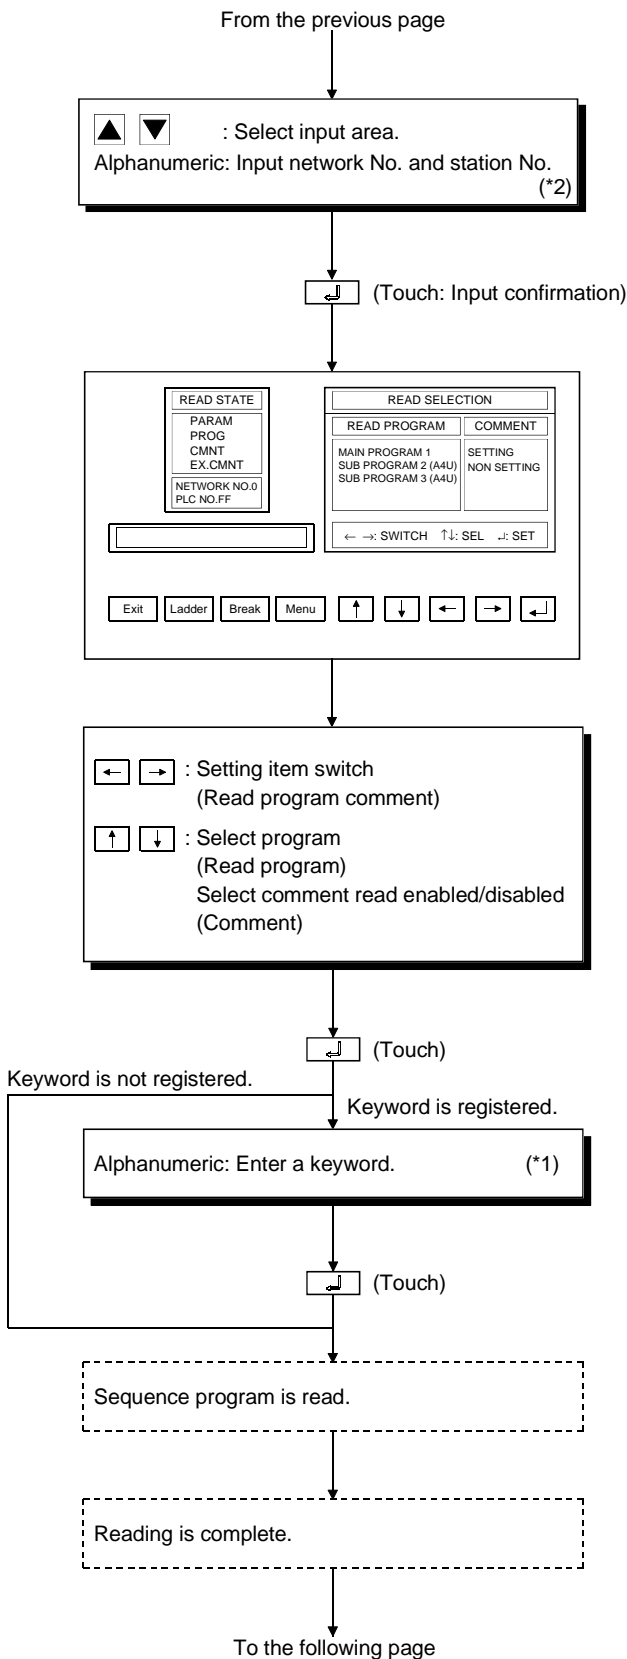 From the previous page
▲ ▼ : Select input area.
Alphanumeric: Input network No. and station No.
(*2)
↵ (Touch: Input confirmation)
READ STATE
PARAM
PROG
CMNT
EX.CMNT
NETWORK NO.0
PLC NO.FF
READ SELECTION
READ PROGRAM COMMENT
MAIN PROGRAM 1 SETTING
SUB PROGRAM 2 (A4U) NON SETTING
SUB PROGRAM 3 (A4U)
← →: SWITCH ↑↓: SEL ↵: SET
Exit Ladder Break Menu ↑ ↓ ← → ↵
← → : Setting item switch
(Read program comment)
↑ ↓ : Select program
(Read program)
Select comment read enabled/disabled
(Comment)
↵ (Touch)
Keyword is not registered.
Keyword is registered.
Alphanumeric: Enter a keyword. (*1)
↵ (Touch)
Sequence program is read.
Reading is complete.
To the following page